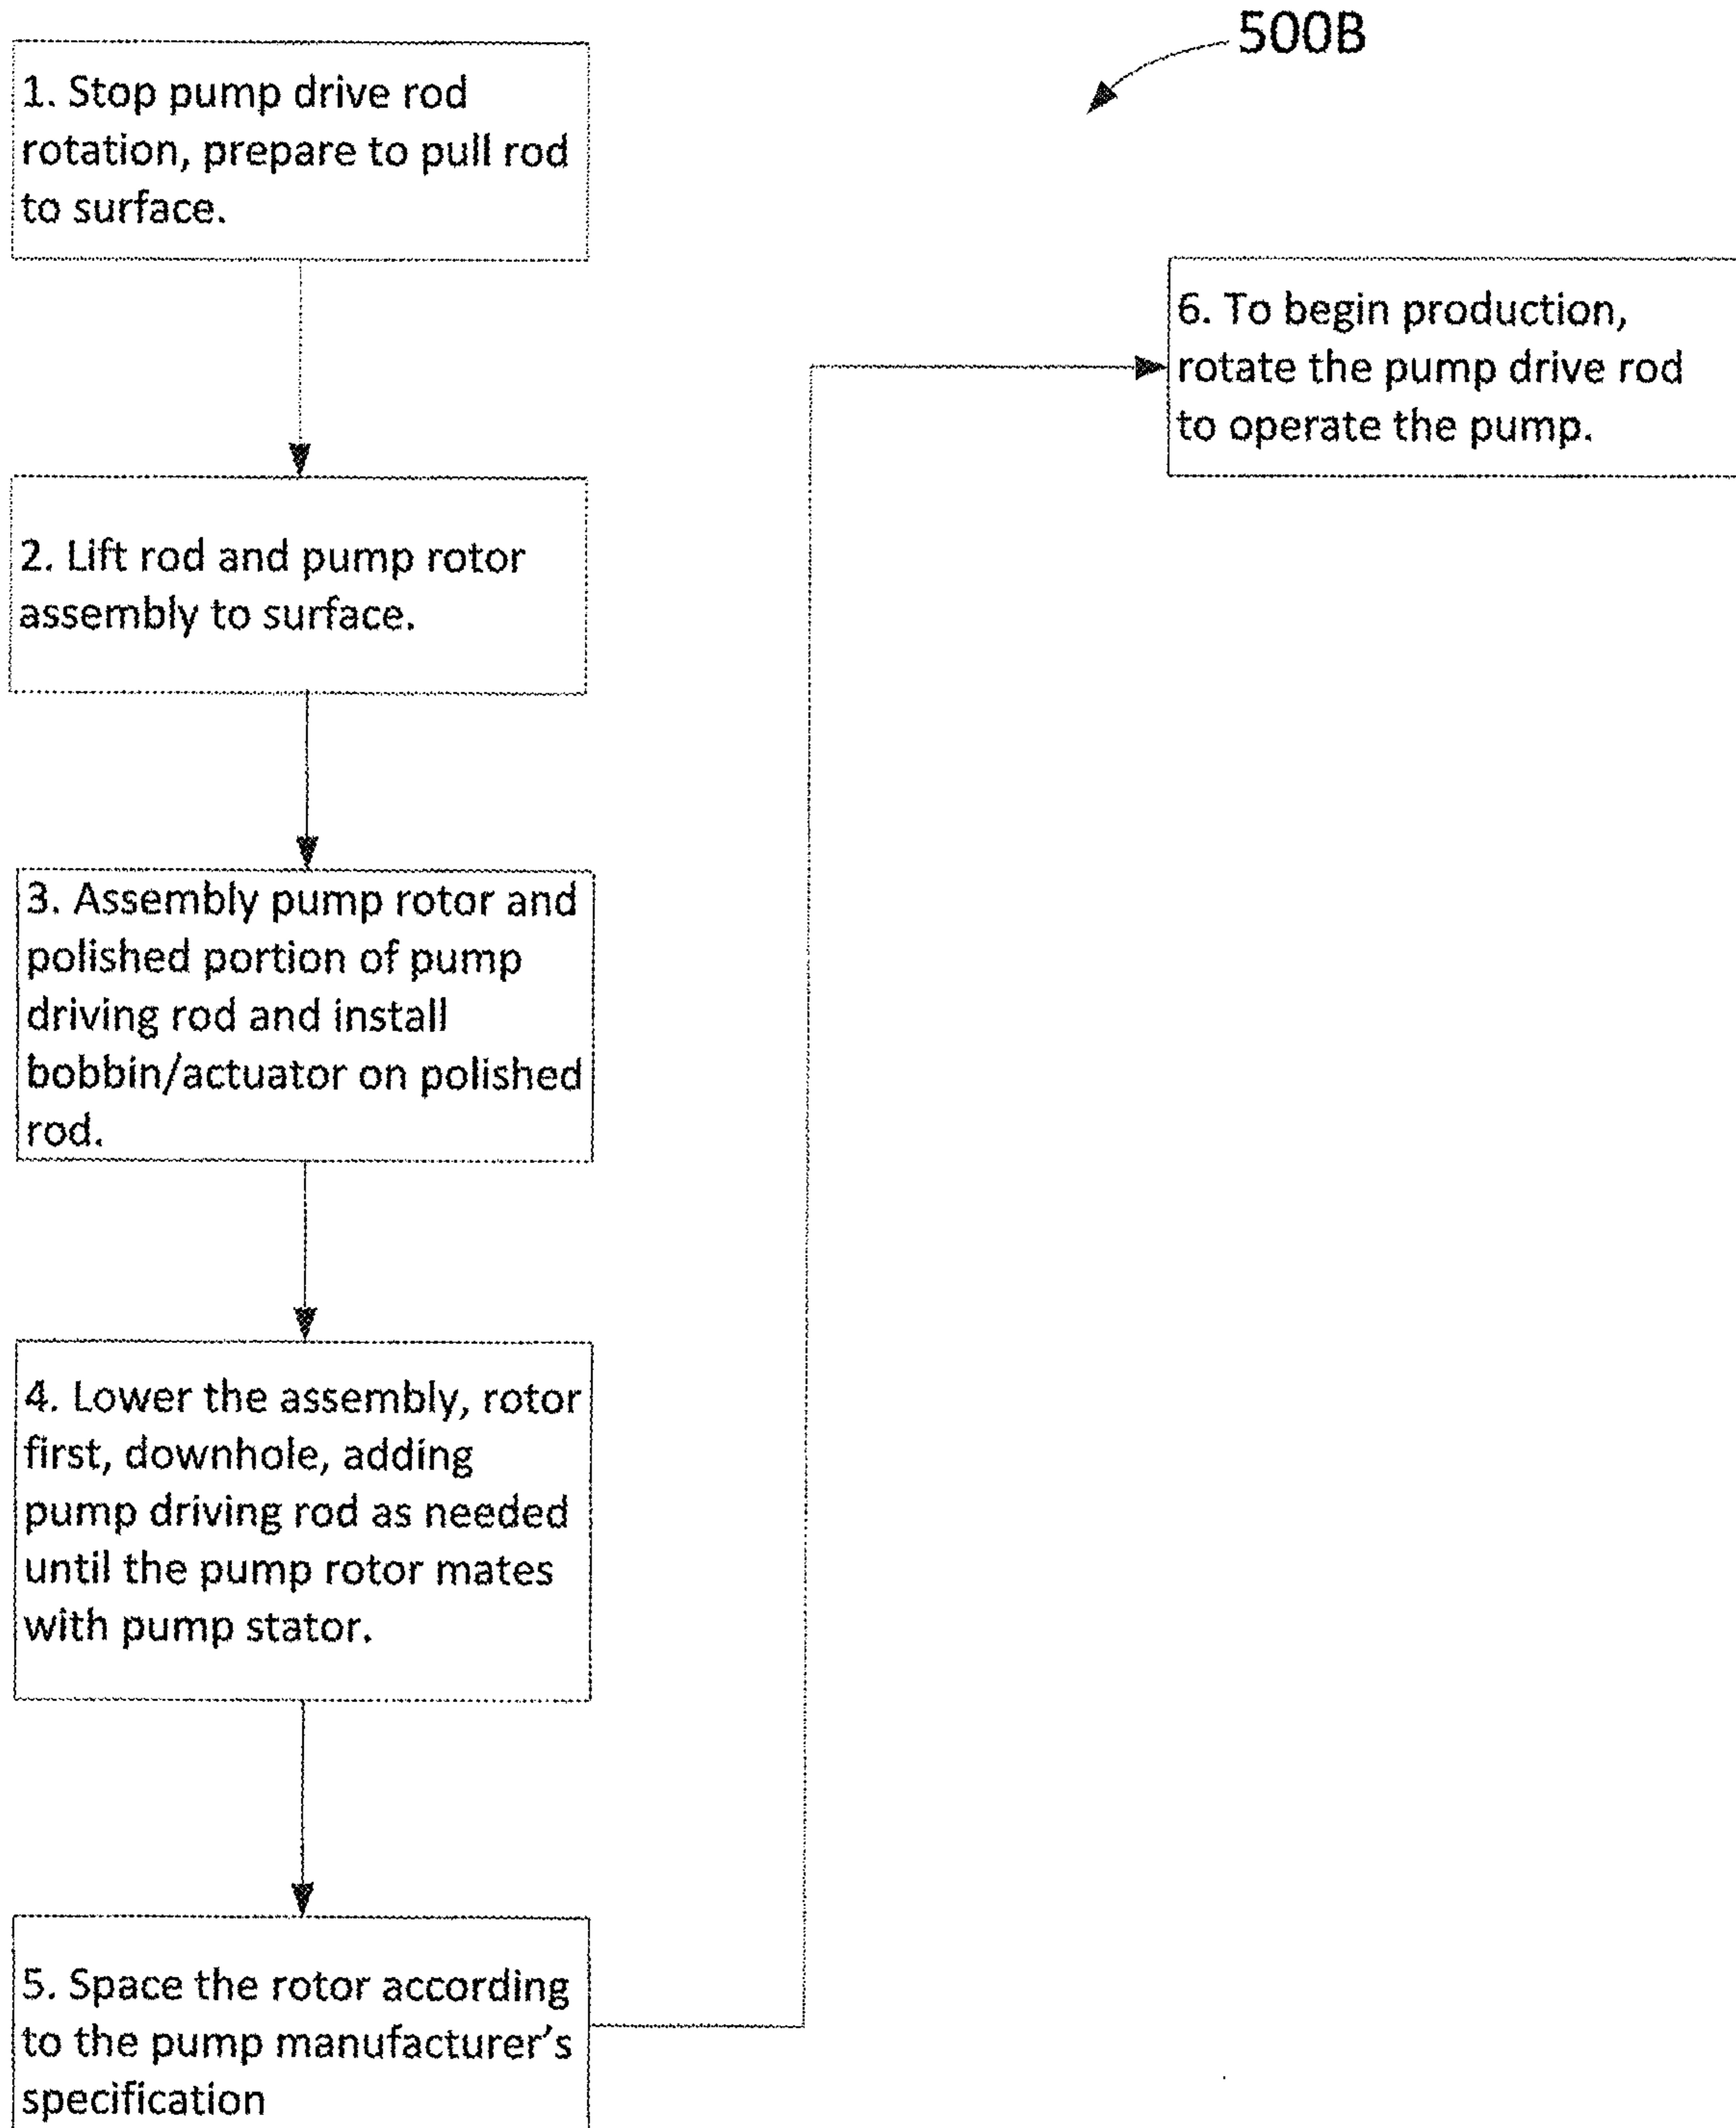 500B
1. Stop pump drive rod
rotation, prepare to pull rod
to surface.
2. Lift rod and pump rotor
assembly to surface.
3. Assembly pump rotor and
polished portion of pump
driving rod and install
bobbin/actuator on polished
rod.
4. Lower the assembly, rotor
first, downhole, adding
pump driving rod as needed
until the pump rotor mates
with pump stator.
5. Space the rotor according
to the pump manufacturer's
specification
6. To begin production,
rotate the pump drive rod
to operate the pump.